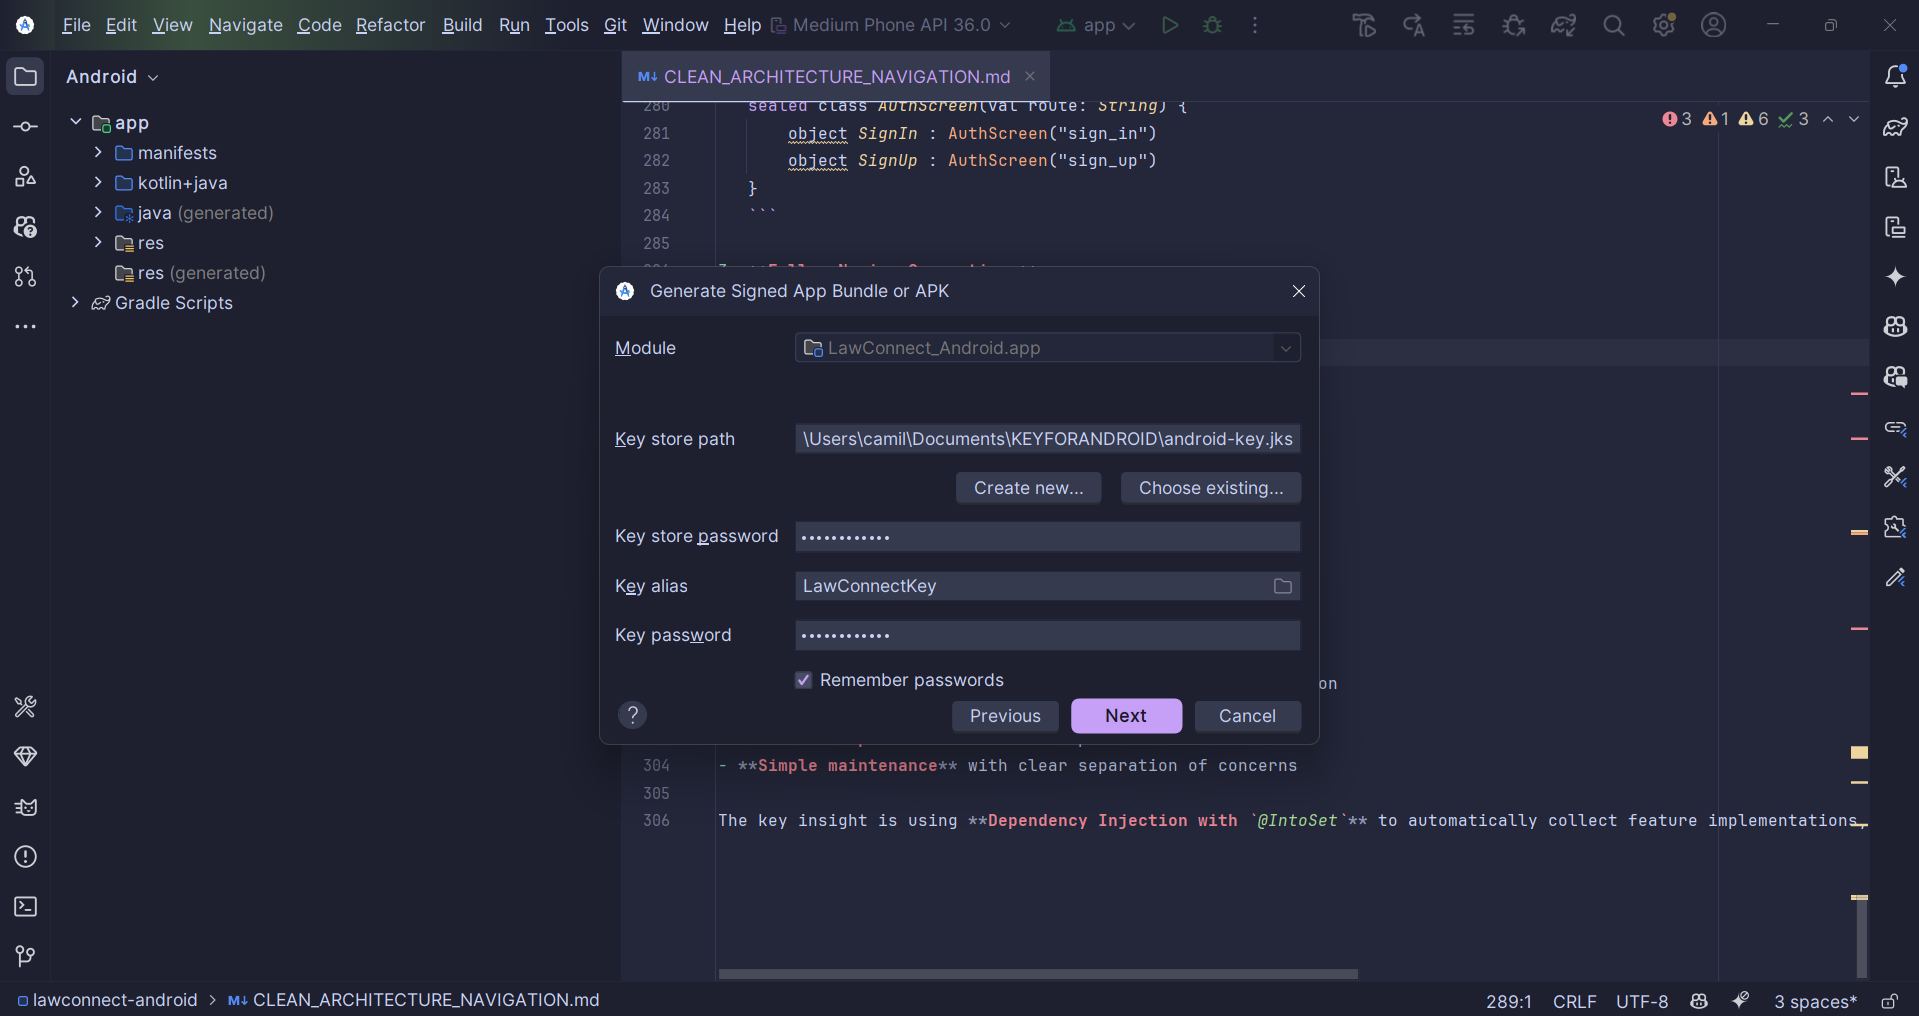 File Edit View Navigate Code Refactor Build Run Tools Git Window Help Medium Phone API 36.0 app
Android
app
manifests
kotlin+java
java (generated)
res
res (generated)
Gradle Scripts
M↓ CLEAN_ARCHITECTURE_NAVIGATION.md
3 1 6 3
280 sealed class AuthScreen(val route: String) {
281 object SignIn : AuthScreen("sign_in")
282 object SignUp : AuthScreen("sign_up")
283 }
284 ```
285
Generate Signed App Bundle or APK
Module LawConnect_Android.app
Key store path \Users\camil\Documents\KEYFORANDROID\android-key.jks
Create new... Choose existing...
Key store password ••••••••••••
Key alias LawConnectKey
Key password ••••••••••••
Remember passwords
on
? Previous Next Cancel
304 - **Simple maintenance** with clear separation of concerns
305
306 The key insight is using **Dependency Injection with `@IntoSet`** to automatically collect feature implementations,
lawconnect-android > M↓ CLEAN_ARCHITECTURE_NAVIGATION.md
289:1 CRLF UTF-8 3 spaces*